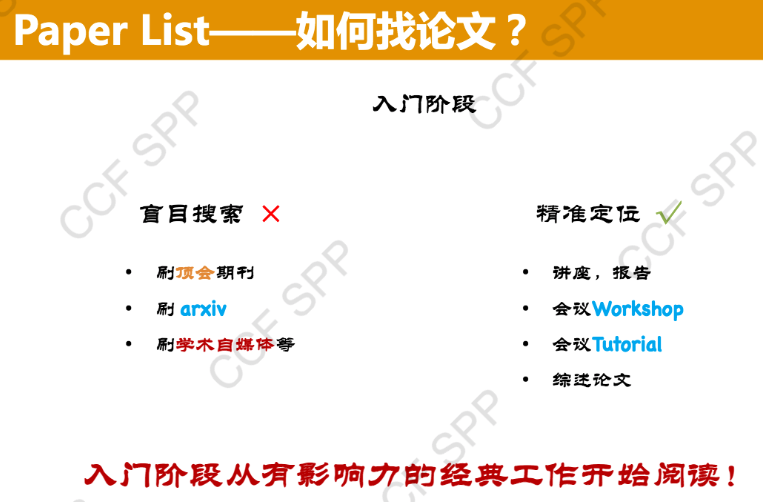 Paper List——如何找论文？
入门阶段
盲目搜索 ×
• 刷顶会期刊
• 刷 arxiv
• 刷学术自媒体等
精准定位 √
• 讲座，报告
• 会议Workshop
• 会议Tutorial
• 综述论文
入门阶段从有影响力的经典工作开始阅读！
CCF SPP
CCF SPP
CCF SPP
CCF SPP
CCF SPP